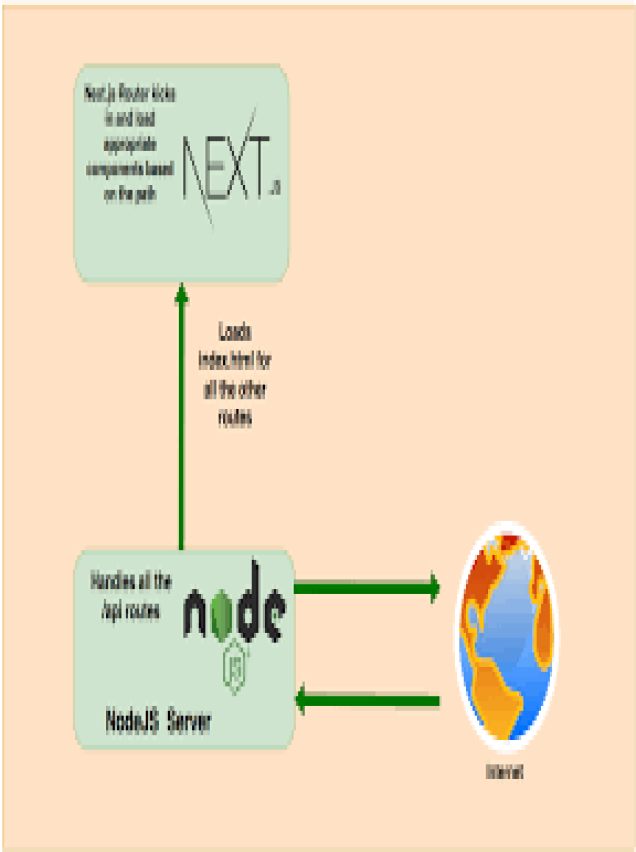 Next.js Router kicks
in and load
appropriate
components based
on the path
NEXT
.JS
Loads
index.html for
all the other
routes
Handles all the
/api routes
node
JS
NodeJS Server
Internet